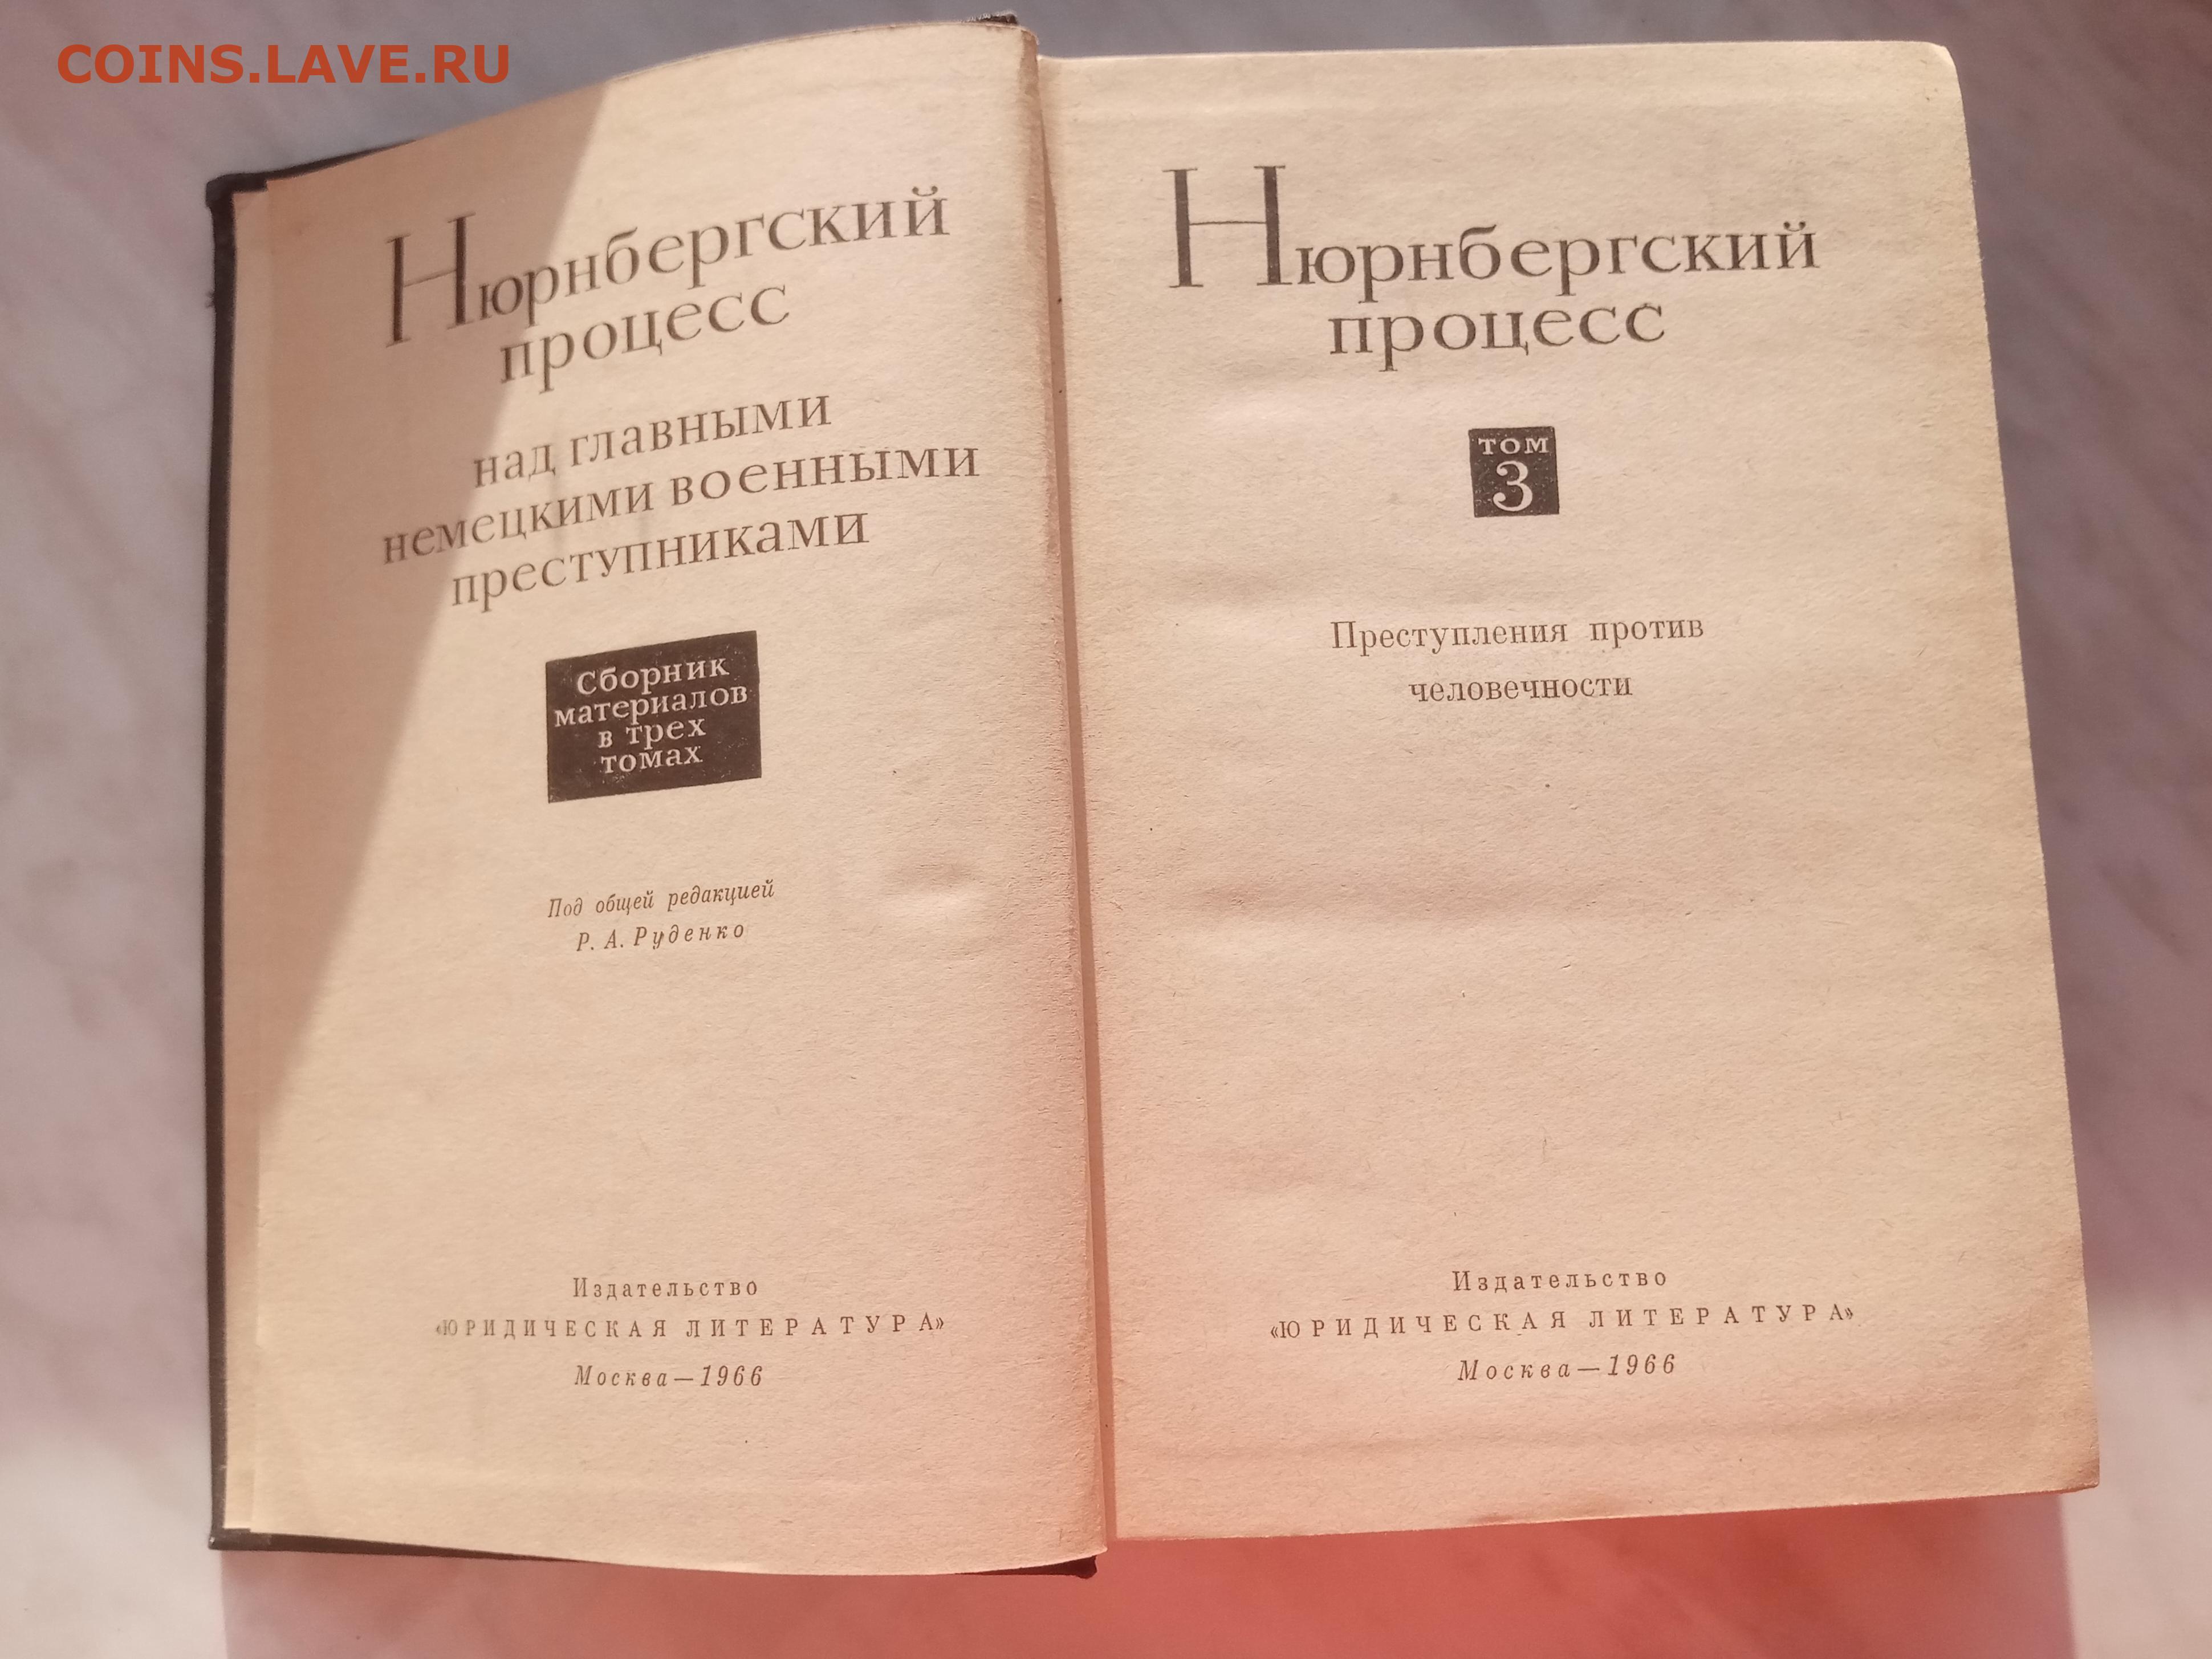 COINS.LAVE.RU
Нюрнбергский
процесс
над главными
немецкими военными
преступниками
Сборник
материалов
в трех
томах
Под общей редакцией
Р. А. Руденко
Издательство
«ЮРИДИЧЕСКАЯ ЛИТЕРАТУРА»
Москва—1966
Нюрнбергский
процесс
ТОМ
3
Преступления против
человечности
Издательство
«ЮРИДИЧЕСКАЯ ЛИТЕРАТУРА»
Москва—1966